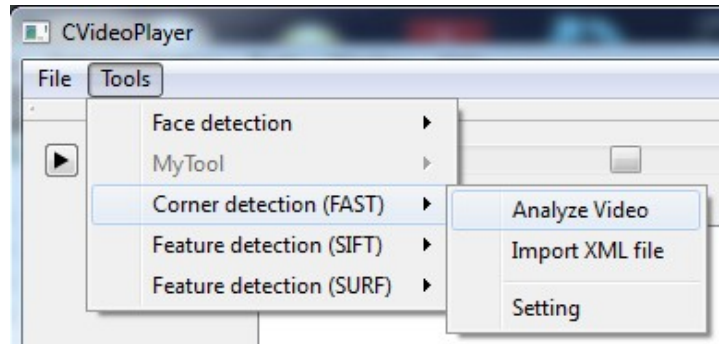 CVideoPlayer
File Tools
Face detection
MyTool
Corner detection (FAST)
Feature detection (SIFT)
Feature detection (SURF)
Analyze Video
Import XML file
Setting